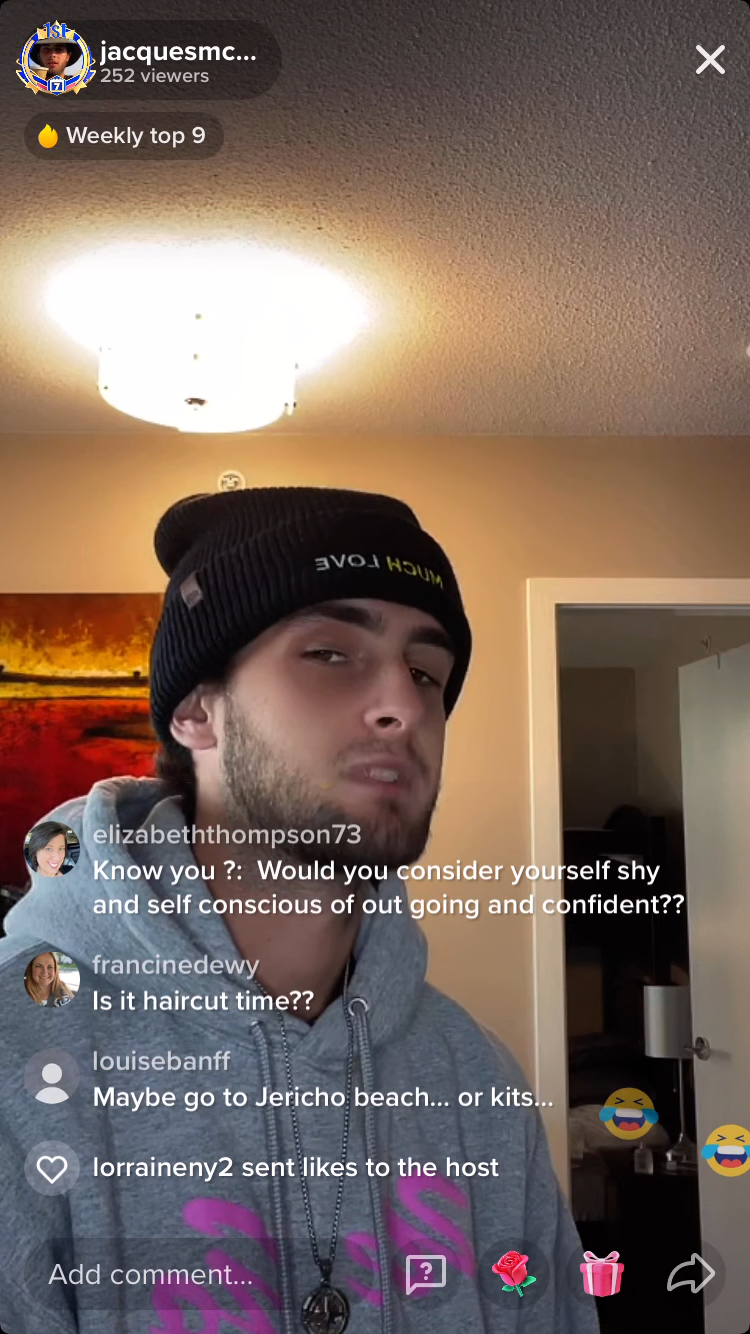 1ST
jacquesmc...
7
252 viewers
Weekly top 9
MUCH LOVE
elizabeththompson73
Know you ?: Would you consider yourself shy
and self conscious of out going and confident??
francinedewy
Is it haircut time??
louisebanff
Maybe go to Jericho beach... or kits...
lorraineny2 sent likes to the host
Add comment...
?